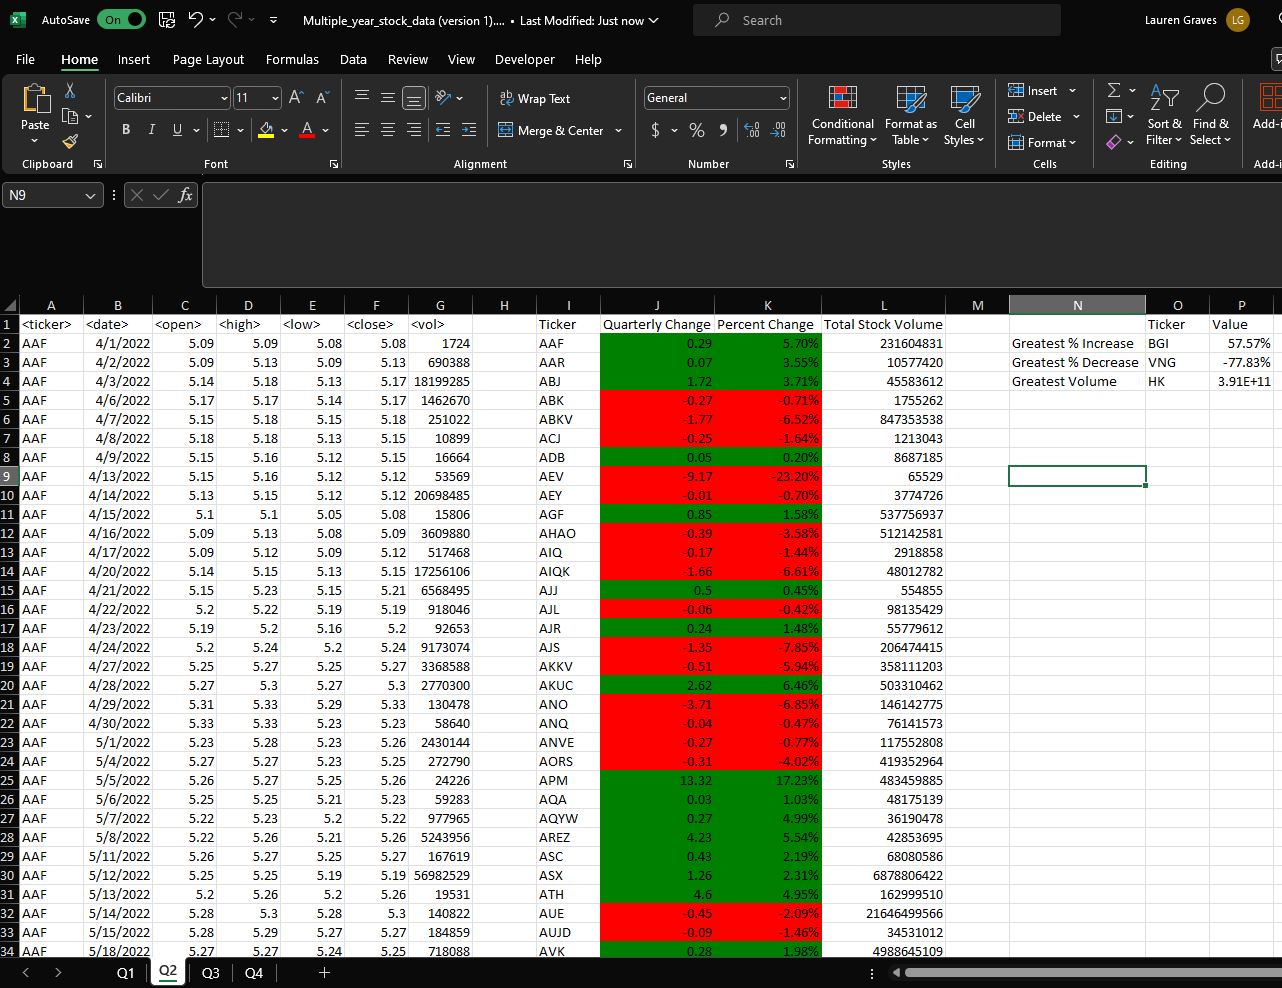 AutoSave On Multiple_year_stock_data (version 1).... • Last Modified: Just now Search Lauren Graves LG
File Home Insert Page Layout Formulas Data Review View Developer Help
Paste Calibri 11 A A Wrap Text General Conditional Formatting Format as Table Cell Styles Insert Sort & Filter Find & Select Add-i
B I U A Merge & Center $ % Delete
Format
Clipboard Font Alignment Number Styles Cells Editing Add-i
N9 fx
A B C D E F G H I J K L M N O P
1 <ticker> <date> <open> <high> <low> <close> <vol> Ticker Quarterly Change Percent Change Total Stock Volume Ticker Value
2 AAF 4/1/2022 5.09 5.09 5.08 5.08 1724 AAF 0.29 5.70% 231604831 Greatest % Increase BGI 57.57%
3 AAF 4/2/2022 5.09 5.13 5.09 5.13 690388 AAR 0.07 3.55% 10577420 Greatest % Decrease VNG -77.83%
4 AAF 4/3/2022 5.14 5.18 5.13 5.17 18199285 ABJ 1.72 3.71% 45583612 Greatest Volume HK 3.91E+11
5 AAF 4/6/2022 5.17 5.17 5.14 5.17 1462670 ABK -0.27 -0.71% 1755262
6 AAF 4/7/2022 5.15 5.18 5.15 5.18 251022 ABKV -1.77 -6.52% 847353538
7 AAF 4/8/2022 5.18 5.18 5.13 5.15 10899 ACJ -0.25 -1.64% 1213043
8 AAF 4/9/2022 5.15 5.16 5.12 5.15 16664 ADB 0.05 0.20% 8687185
9 AAF 4/13/2022 5.15 5.16 5.12 5.12 53569 AEV -9.17 -23.20% 65529
10 AAF 4/14/2022 5.13 5.15 5.12 5.12 20698485 AEY -0.01 -0.70% 3774726
11 AAF 4/15/2022 5.1 5.1 5.05 5.08 15806 AGF 0.85 1.58% 537756937
12 AAF 4/16/2022 5.09 5.13 5.08 5.09 3609880 AHAO -0.39 -3.58% 512142581
13 AAF 4/17/2022 5.09 5.12 5.09 5.12 517468 AIQ -0.17 -1.44% 2918858
14 AAF 4/20/2022 5.14 5.15 5.13 5.15 17256106 AIQK -1.66 -6.61% 48012782
15 AAF 4/21/2022 5.15 5.23 5.15 5.21 6568495 AJJ 0.5 0.45% 554855
16 AAF 4/22/2022 5.2 5.22 5.19 5.19 918046 AJL -0.06 -0.42% 98135429
17 AAF 4/23/2022 5.19 5.2 5.16 5.2 92653 AJR 0.24 1.48% 55779612
18 AAF 4/24/2022 5.2 5.24 5.2 5.24 9173074 AJS -1.35 -7.85% 206474415
19 AAF 4/27/2022 5.25 5.27 5.25 5.27 3368588 AKKV -0.51 -5.94% 358111203
20 AAF 4/28/2022 5.27 5.3 5.27 5.3 2770300 AKUC 2.62 6.46% 503310462
21 AAF 4/29/2022 5.31 5.33 5.29 5.33 130478 ANO -3.71 -6.85% 146142775
22 AAF 4/30/2022 5.33 5.33 5.23 5.23 58640 ANQ -0.04 -0.47% 76141573
23 AAF 5/1/2022 5.23 5.28 5.23 5.26 2430144 ANVE -0.27 -0.77% 117552808
24 AAF 5/4/2022 5.27 5.27 5.23 5.25 272790 AORS -0.31 -4.02% 419352964
25 AAF 5/5/2022 5.26 5.27 5.25 5.26 24226 APM 13.32 17.23% 483459885
26 AAF 5/6/2022 5.25 5.25 5.21 5.23 59283 AQA 0.03 1.03% 48175139
27 AAF 5/7/2022 5.22 5.23 5.2 5.22 977965 AQYW 0.27 4.99% 36190478
28 AAF 5/8/2022 5.22 5.26 5.21 5.26 5243956 AREZ 4.23 5.54% 42853695
29 AAF 5/11/2022 5.26 5.27 5.25 5.27 167619 ASC 0.43 2.19% 68080586
30 AAF 5/12/2022 5.25 5.25 5.19 5.19 56982529 ASX 1.26 2.31% 6878806422
31 AAF 5/13/2022 5.2 5.26 5.2 5.26 19531 ATH 4.6 4.95% 162999510
32 AAF 5/14/2022 5.28 5.3 5.28 5.3 140822 AUE -0.45 -2.09% 21646499566
33 AAF 5/15/2022 5.28 5.29 5.27 5.27 184859 AUJD -0.09 -1.46% 34531012
34 AAF 5/18/2022 5.27 5.27 5.24 5.25 718088 AVK 0.28 1.98% 4988645109
Q1 Q2 Q3 Q4 +